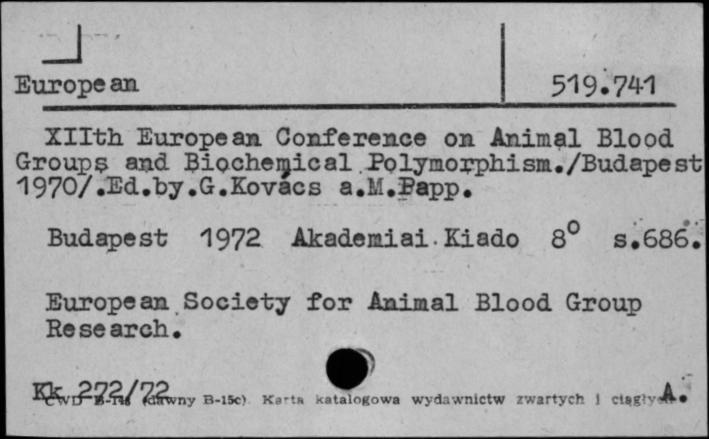 European
519.741
XIIth European Conference on Animal Blood
Groups and Biochemical Polymorphism./Budapest
1970/.Ed.by.G.Kovács a.M.Papp.
Budapest 1972 Akademiai Kiado 8° s.686.
European Society for Animal Blood Group
Research.
Kk 272/72 A.
(dawny B-15c). Karta katalogowa wydawnictw zwartych i